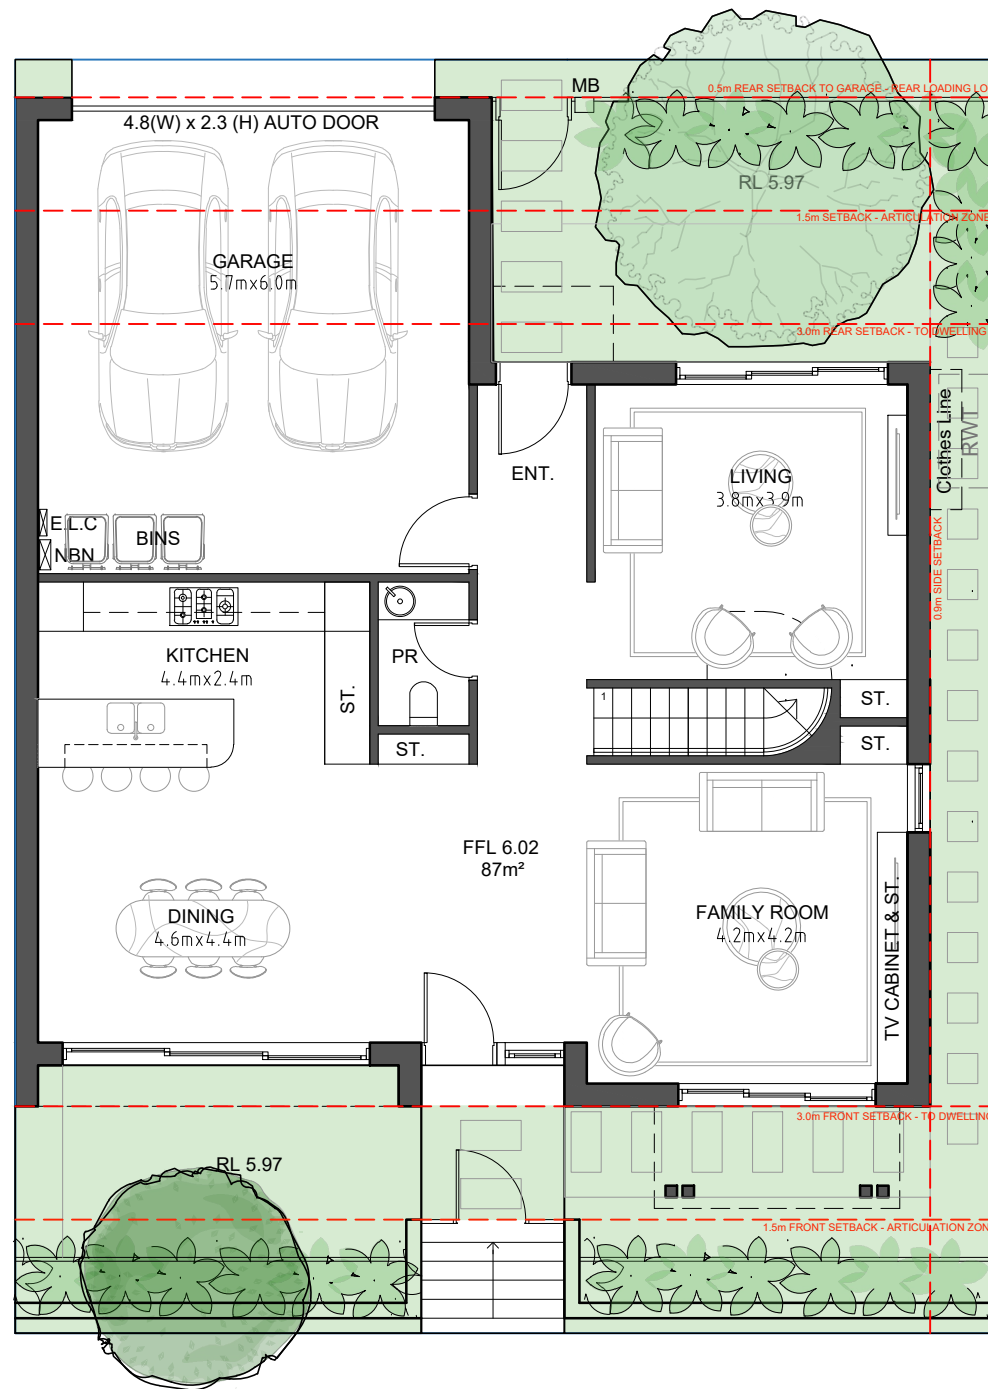 MB
0.5m REAR SETBACK TO GARAGE - REAR LOADING LO
4.8(W) x 2.3 (H) AUTO DOOR
RL 5.97
1.5m SETBACK - ARTICULATION ZONE
GARAGE
5.7mx6.0m
3.0m REAR SETBACK - TO DWELLING
Clothes Line
RWT
ENT.
LIVING
3.8mx3.9m
E.L.C
BINS
NBN
0.9m SIDE SETBACK
KITCHEN
4.4mx2.4m
PR
ST.
ST.
1
ST.
ST.
FFL 6.02
87m²
DINING
4.6mx4.4m
FAMILY ROOM
4.2mx4.2m
TV CABINET & ST.
3.0m FRONT SETBACK - TO DWELLING
RL 5.97
1.5m FRONT SETBACK - ARTICULATION ZON